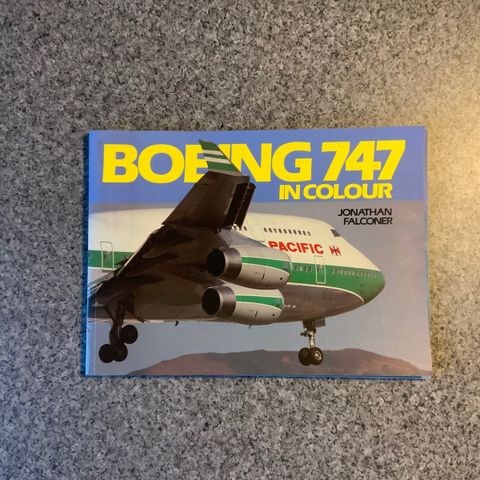 BOEING 747
IN COLOUR
JONATHAN
FALCONER
PACIFIC